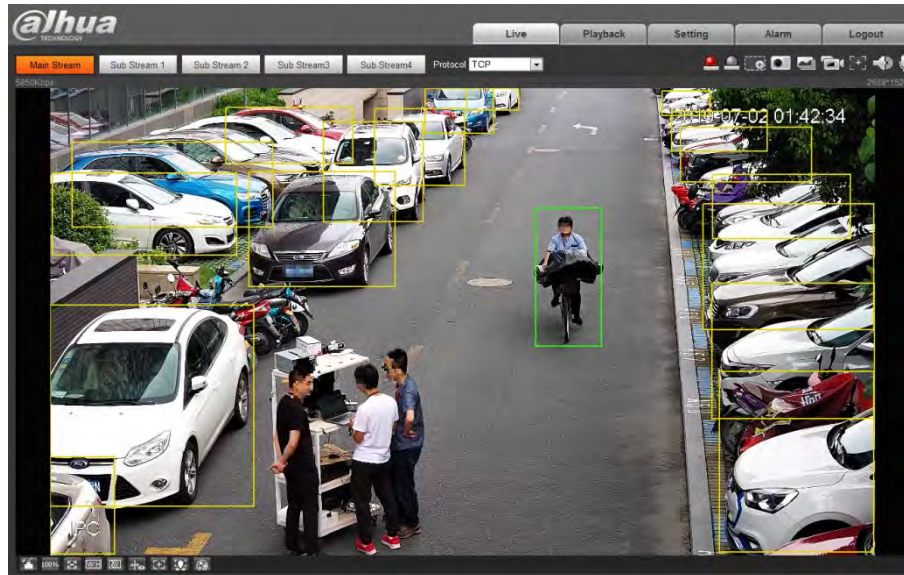 alhua
TECHNOLOGY
Live Playback Setting Alarm Logout
Main Stream Sub Stream 1 Sub Stream 2 Sub Stream3 Sub Stream4 Protocol TCP
5850Kbps
2019-07-02 01:42:34
IPC
100%